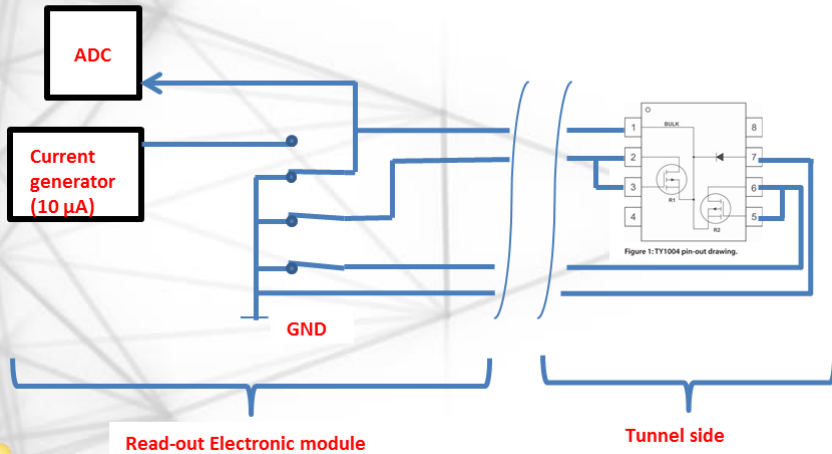 ADC
Current
generator
(10 µA)
GND
1
2
3
4
8
7
6
5
BULK
R1
R2
Figure 1: TY1004 pin-out drawing.
Read-out Electronic module
Tunnel side